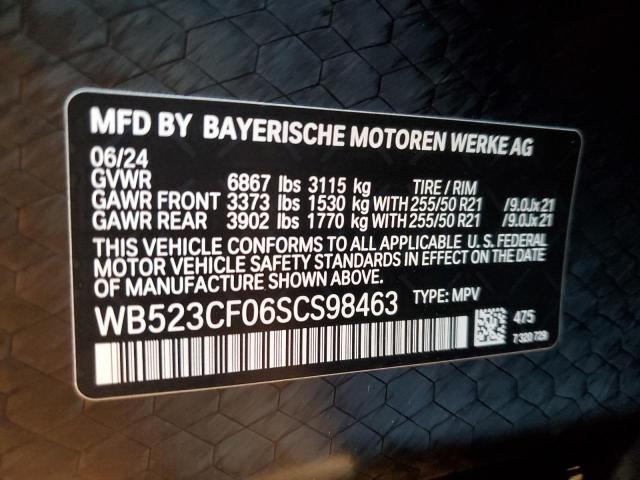 MFD BY BAYERISCHE MOTOREN WERKE AG
06/24
GVWR 6867 lbs 3115 kg TIRE / RIM
GAWR FRONT 3373 lbs 1530 kg WITH 255/50 R21 /9.0Jx21
GAWR REAR 3902 lbs 1770 kg WITH 255/50 R21 /9.0Jx21
THIS VEHICLE CONFORMS TO ALL APPLICABLE U.S. FEDERAL
MOTOR VEHICLE SAFETY STANDARDS IN EFFECT ON THE DATE
OF MANUFACTURE SHOWN ABOVE.
WB523CF06SCS98463 TYPE: MPV
475
7 320 729